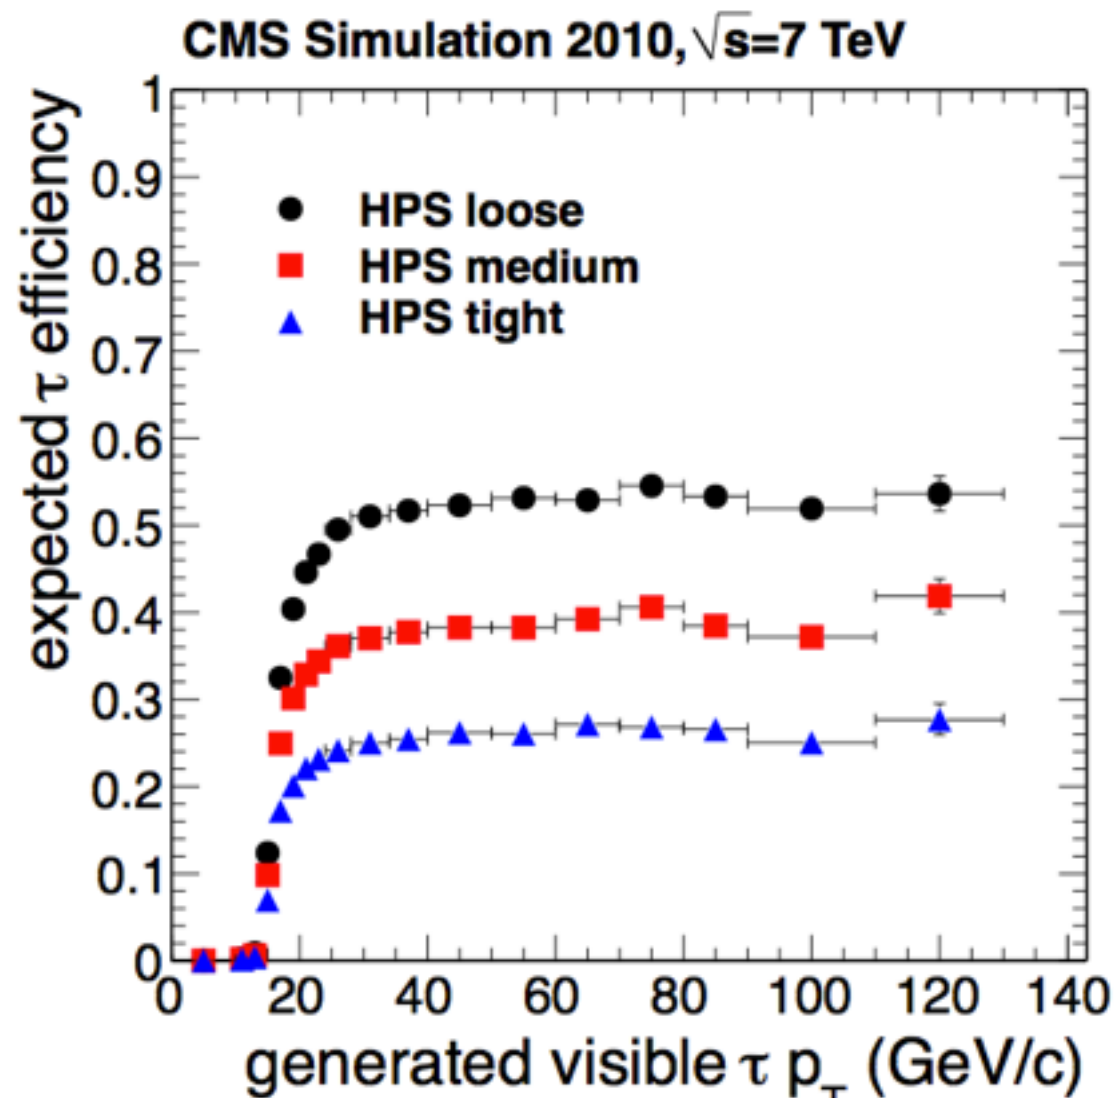 CMS Simulation 2010, √s=7 TeV
expected τ efficiency
1
0.9
0.8
0.7
0.6
0.5
0.4
0.3
0.2
0.1
0
HPS loose
HPS medium
HPS tight
0 20 40 60 80 100 120 140
generated visible τ p_T (GeV/c)